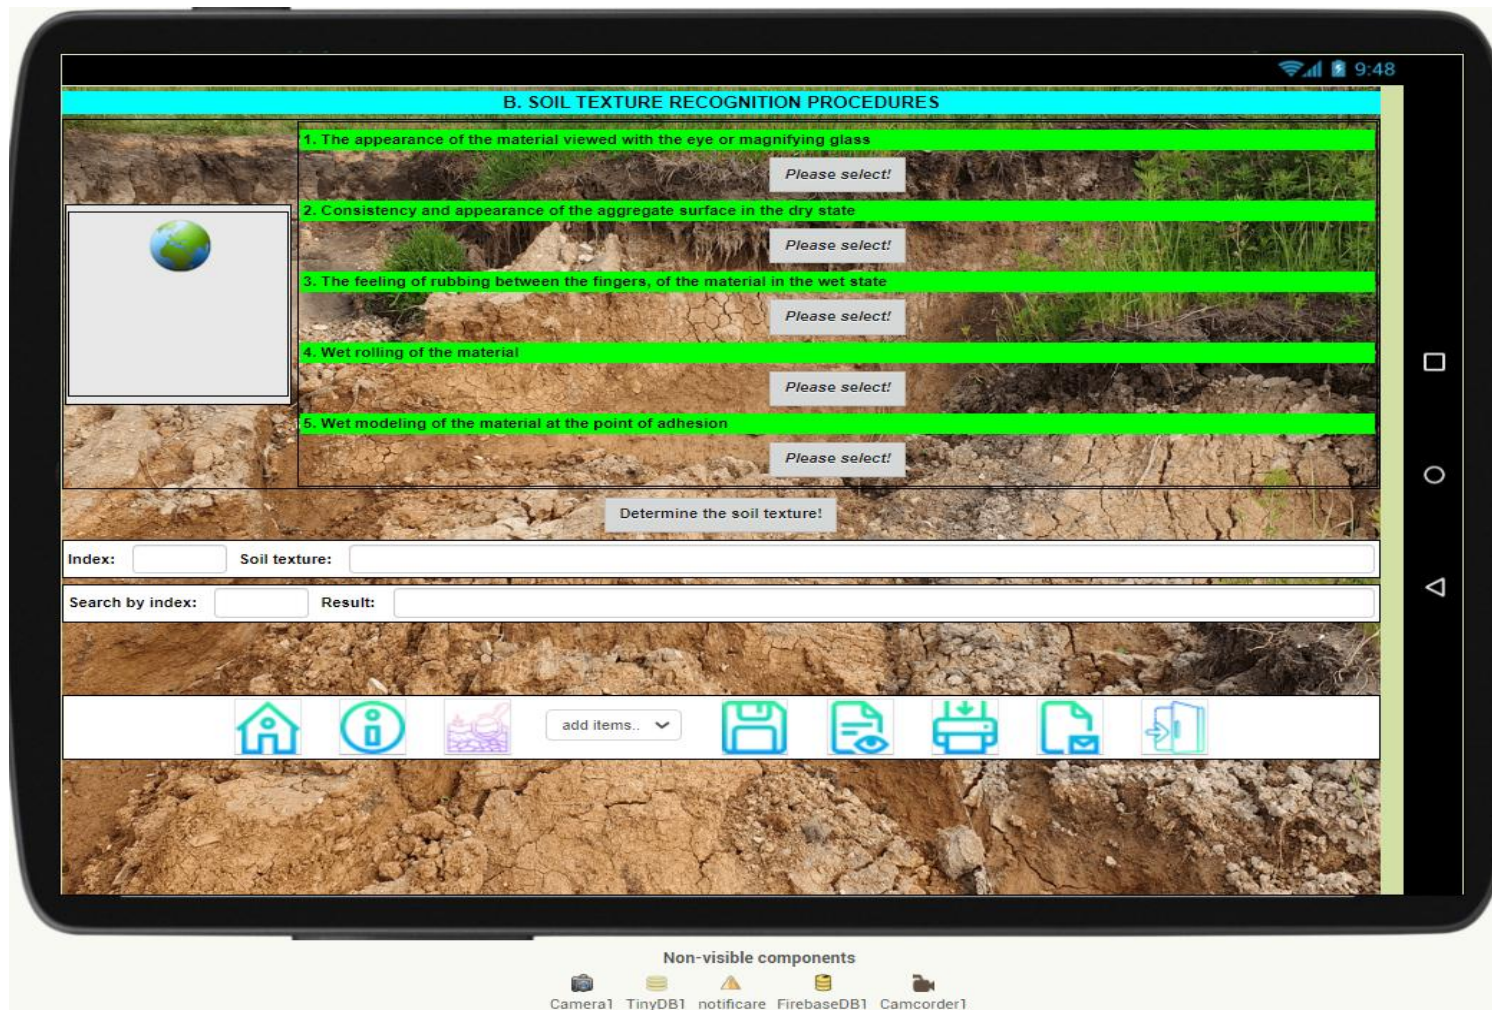 9:48
B. SOIL TEXTURE RECOGNITION PROCEDURES
1. The appearance of the material viewed with the eye or magnifying glass
Please select!
2. Consistency and appearance of the aggregate surface in the dry state
Please select!
3. The feeling of rubbing between the fingers, of the material in the wet state
Please select!
4. Wet rolling of the material
Please select!
5. Wet modeling of the material at the point of adhesion
Please select!
Determine the soil texture!
Index: Soil texture:
Search by index: Result:
add items..
Non-visible components
Camera1 TinyDB1 notificare FirebaseDB1 Camcorder1